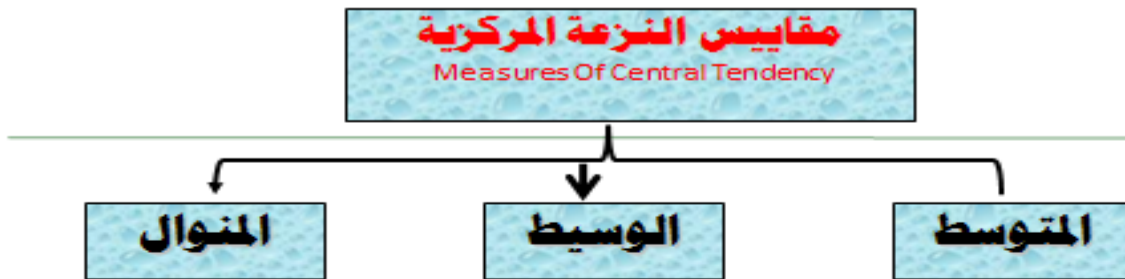 مقاييس النزعة المركزية
Measures Of Central Tendency
المتوسط
الوسيط
المنوال